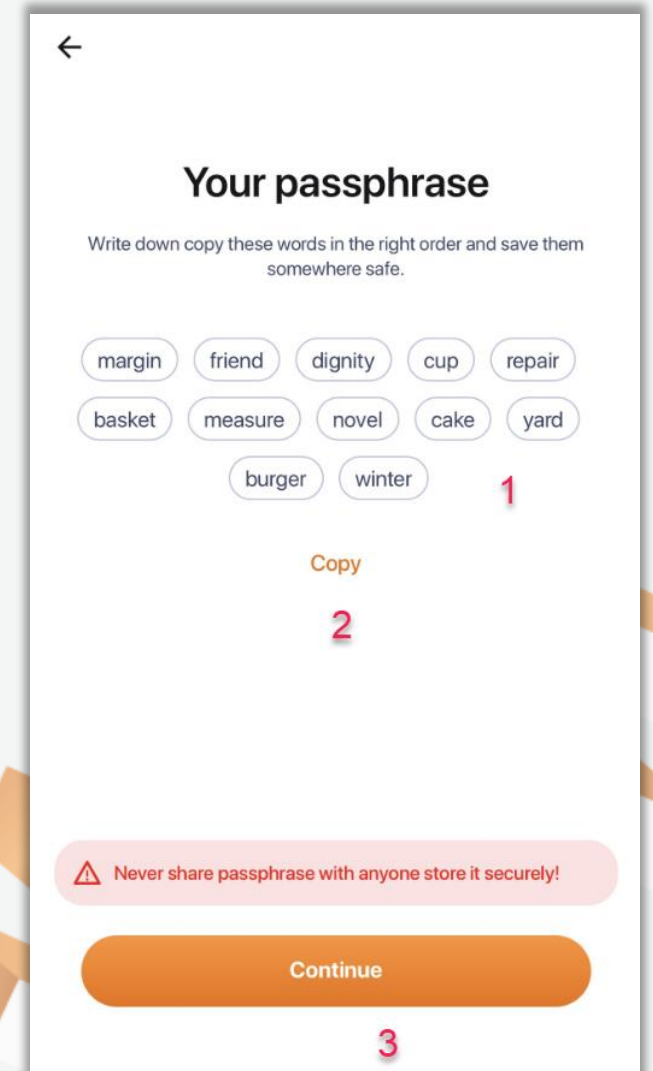 Your passphrase
Write down copy these words in the right order and save them
somewhere safe.
margin friend dignity cup repair
basket measure novel cake yard
burger winter 1
Copy
2
Never share passphrase with anyone store it securely!
Continue
3